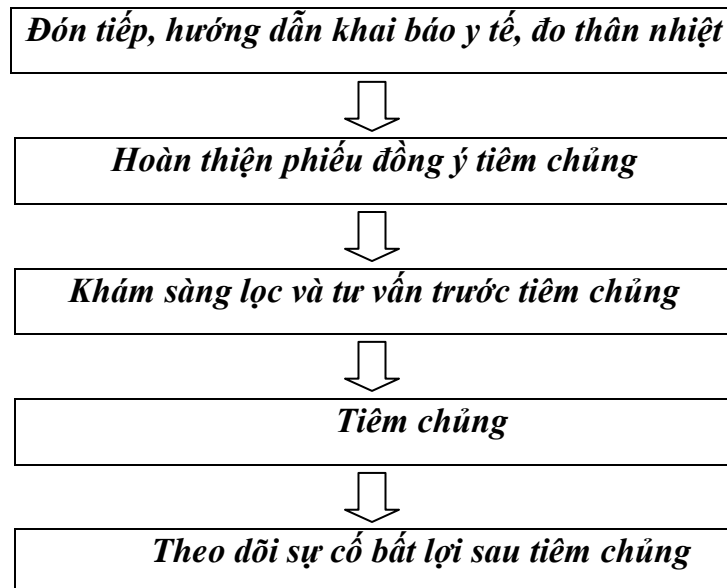 Đón tiếp, hướng dẫn khai báo y tế, đo thân nhiệt
Hoàn thiện phiếu đồng ý tiêm chủng
Khám sàng lọc và tư vấn trước tiêm chủng
Tiêm chủng
Theo dõi sự cố bất lợi sau tiêm chủng